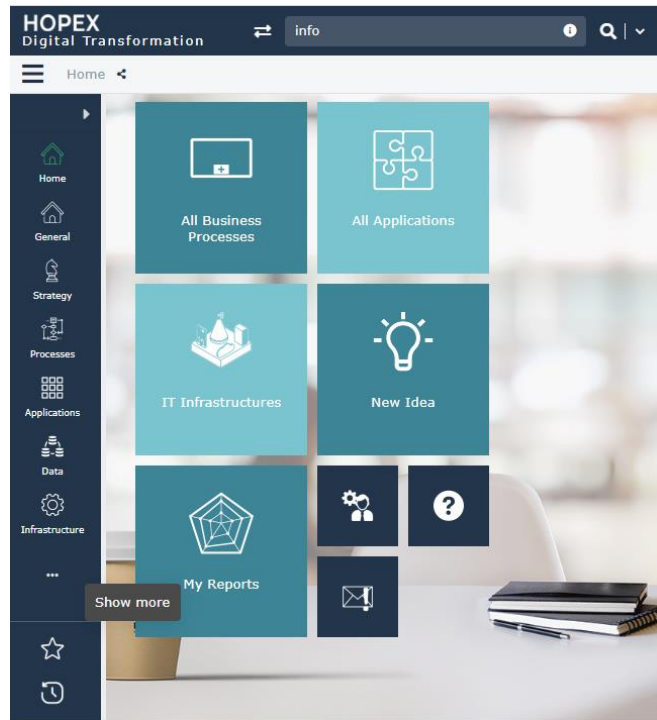 HOPEX
Digital Transformation
info
Home
Home
General
Strategy
Processes
Applications
Data
Infrastructure
...
Show more
All Business
Processes
All Applications
IT Infrastructures
New Idea
My Reports